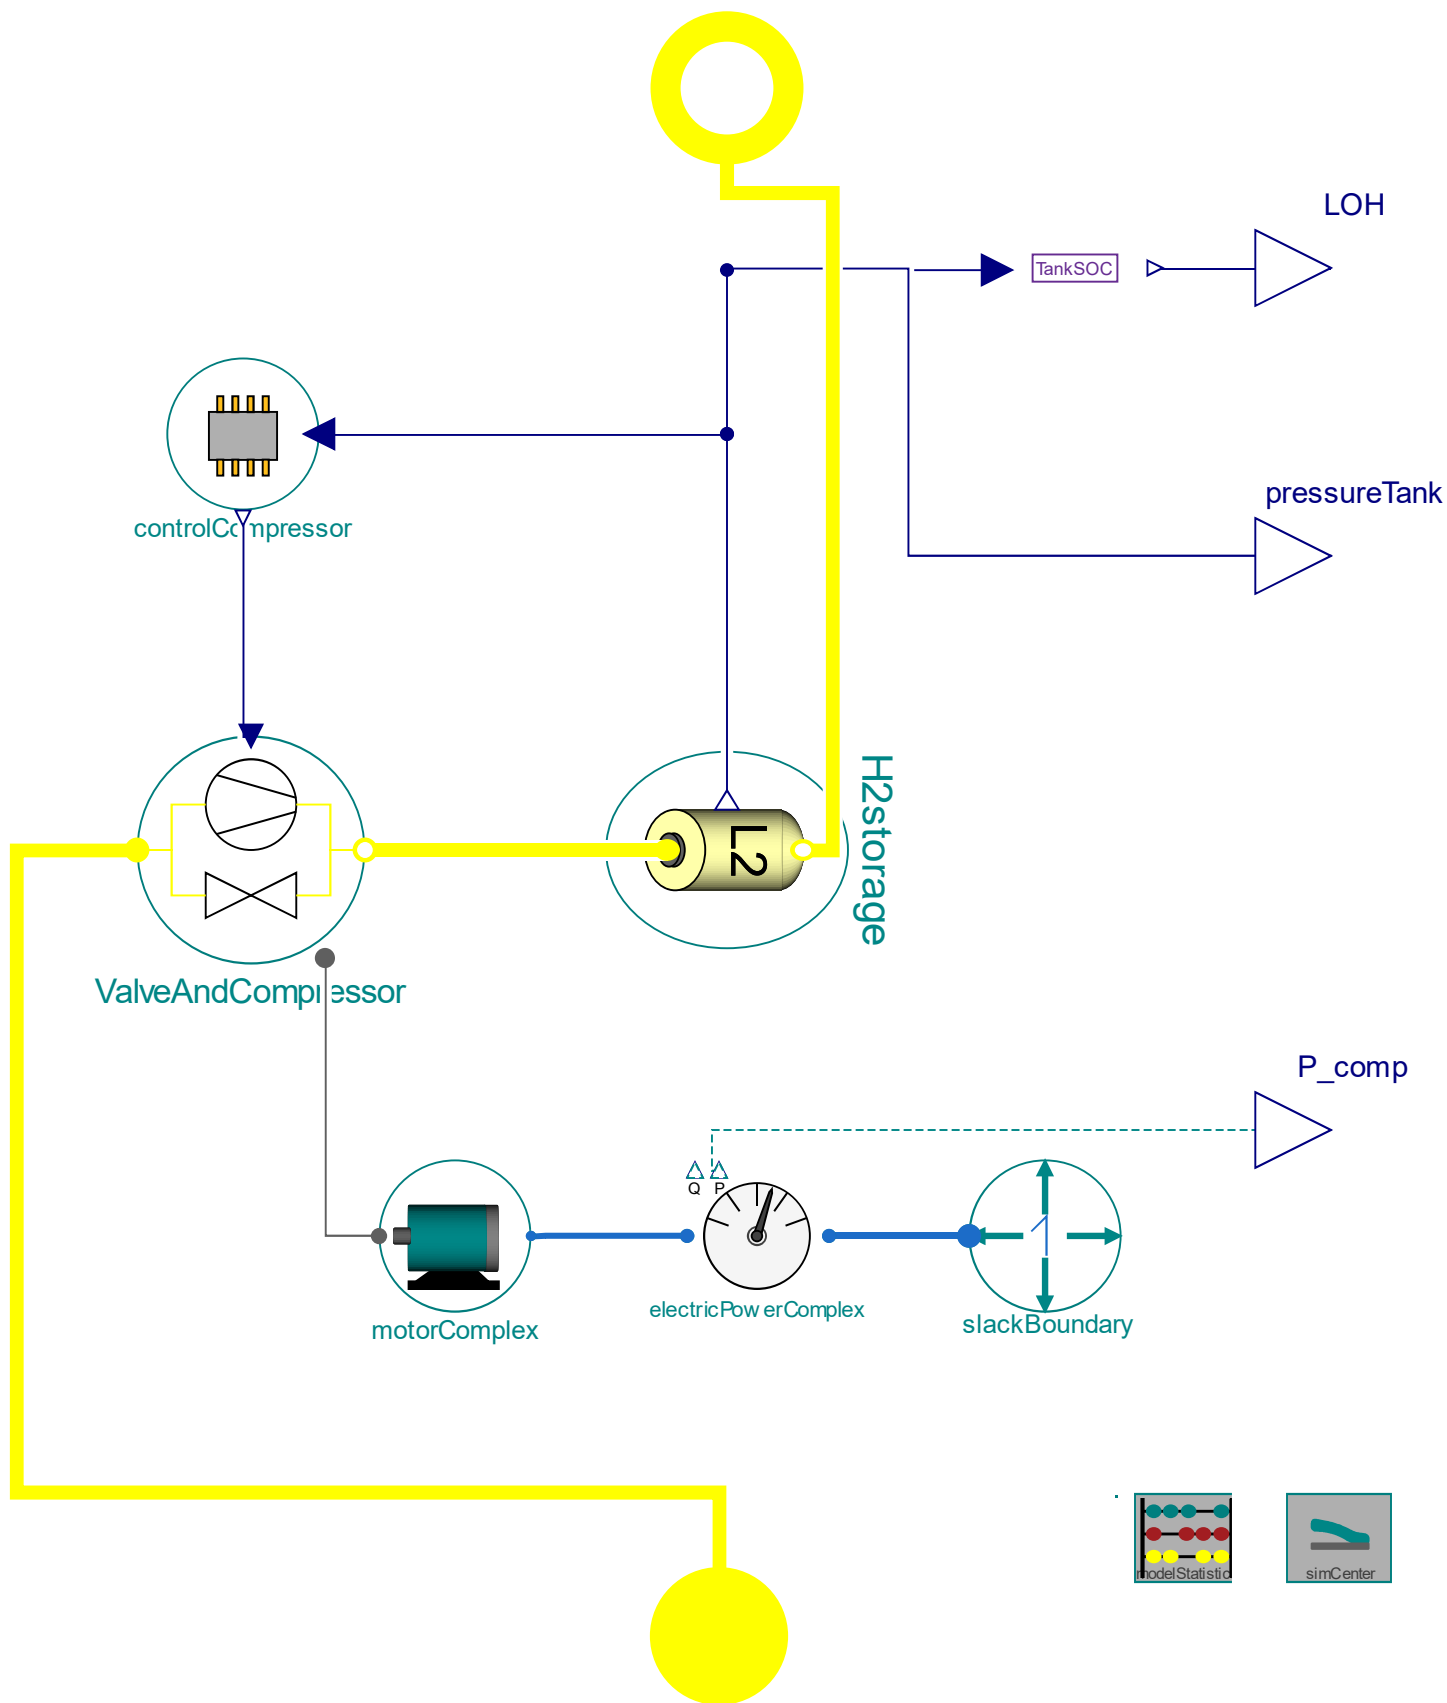 LOH
TankSOC
pressureTank
controlCompressor
H2storage
L2
ValveAndCompressor
P_comp
Q
P
electricPowerComplex
motorComplex
slackBoundary
modelStatistic
simCenter